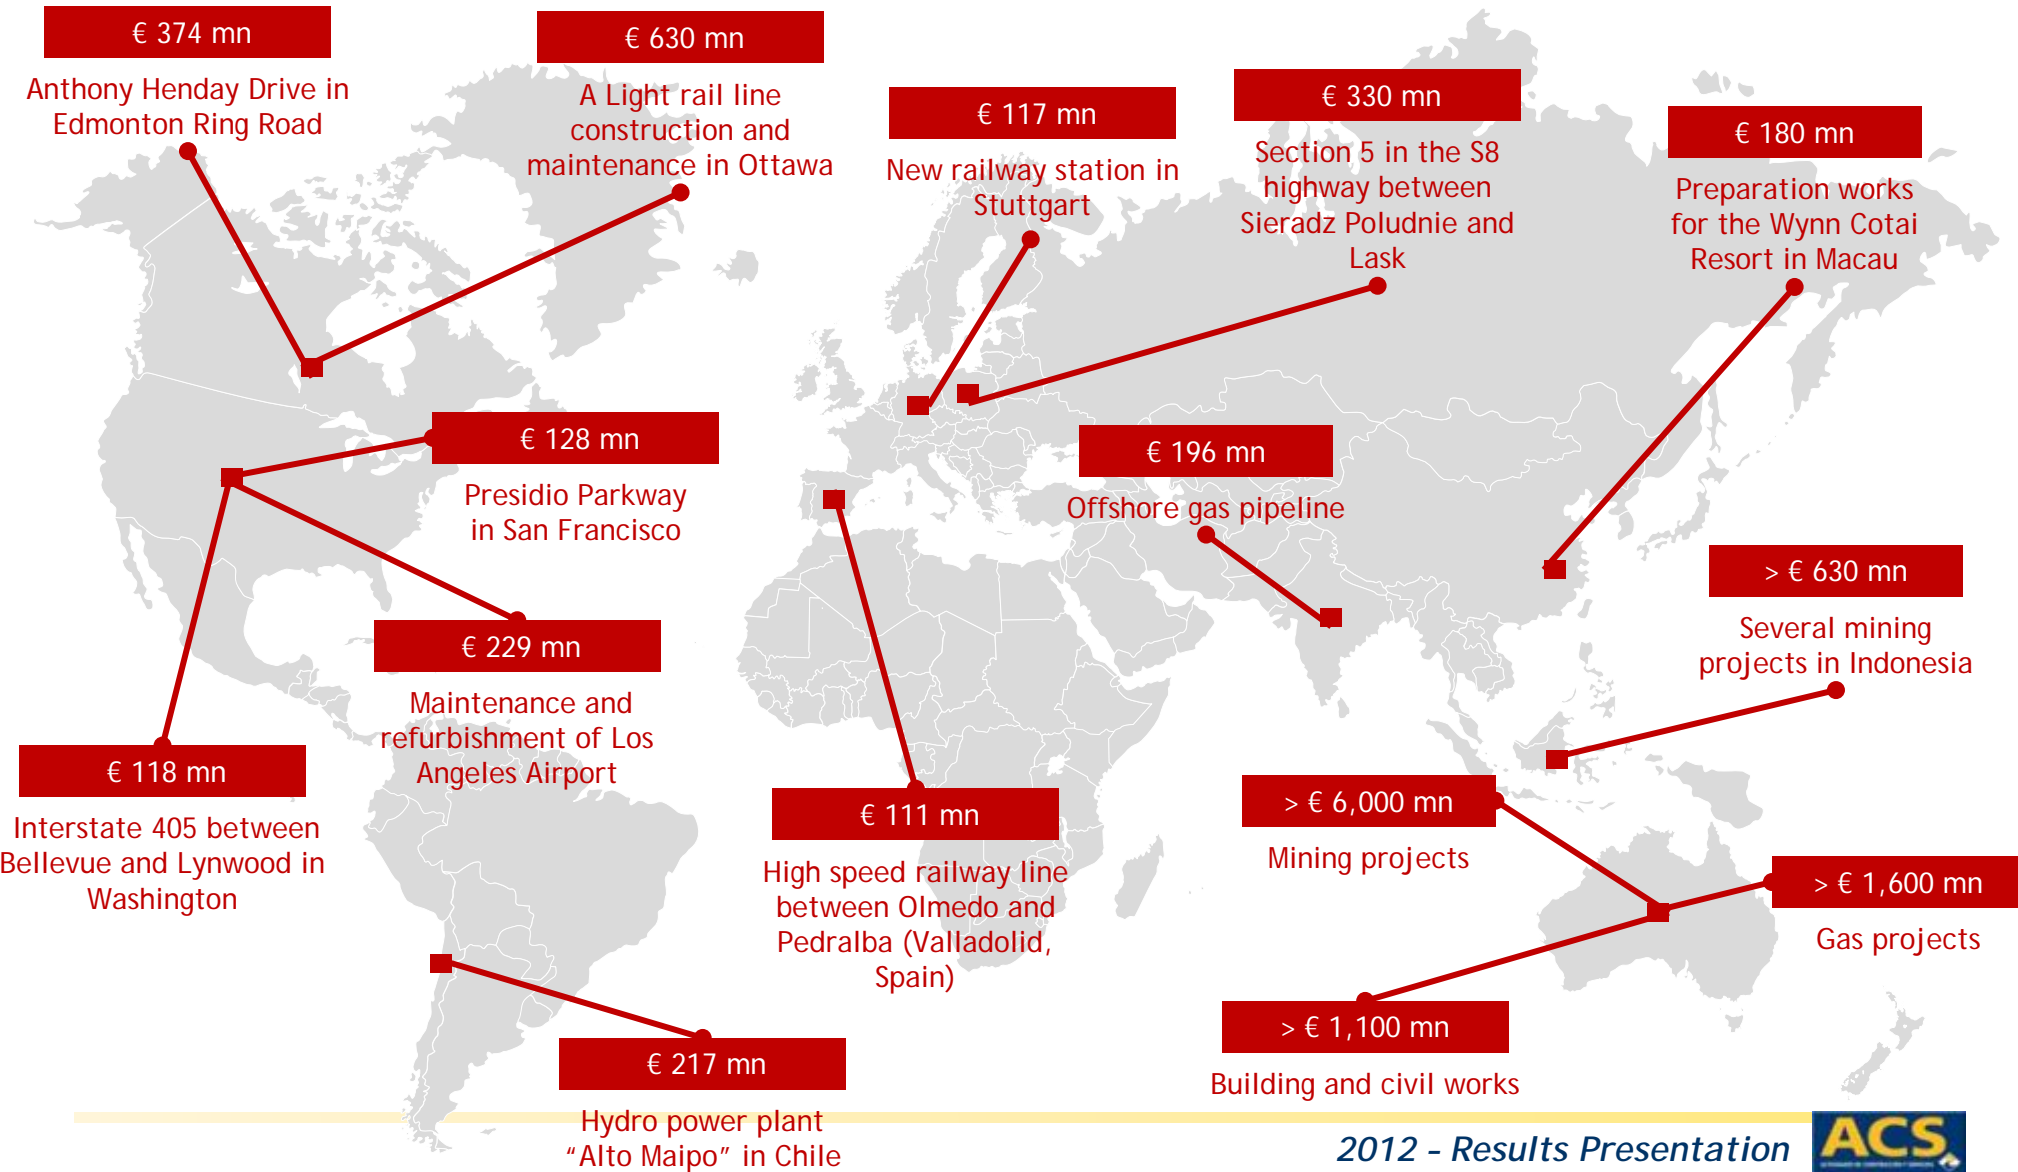 € 374 mn
Anthony Henday Drive in
Edmonton Ring Road
€ 630 mn
A Light rail line
construction and
maintenance in Ottawa
€ 117 mn
New railway station in
Stuttgart
€ 330 mn
Section 5 in the S8
highway between
Sieradz Poludnie and
Lask
€ 180 mn
Preparation works
for the Wynn Cotai
Resort in Macau
€ 128 mn
Presidio Parkway
in San Francisco
€ 196 mn
Offshore gas pipeline
> € 630 mn
Several mining
projects in Indonesia
€ 229 mn
Maintenance and
refurbishment of Los
Angeles Airport
€ 118 mn
Interstate 405 between
Bellevue and Lynwood in
Washington
€ 111 mn
High speed railway line
between Olmedo and
Pedralba (Valladolid,
Spain)
> € 6,000 mn
Mining projects
> € 1,600 mn
Gas projects
> € 1,100 mn
Building and civil works
€ 217 mn
Hydro power plant
“Alto Maipo” in Chile
2012 - Results Presentation
ACS